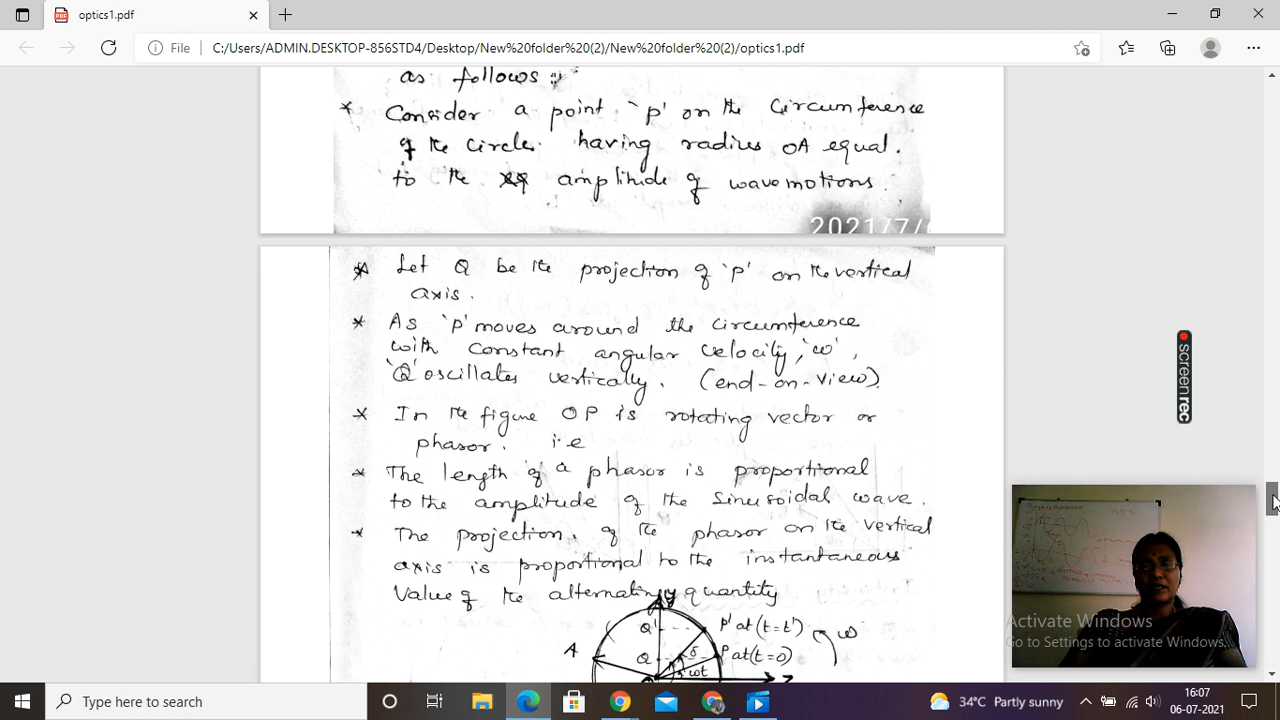 optics1.pdf
File
C:/Users/ADMIN.DESKTOP-856STD4/Desktop/New%20folder%20(2)/New%20folder%20(2)/optics1.pdf
as follows :-
* Consider a point 'p' on the circumference
of the circle. having radius OA equal.
to the amplitude of wave motions.
2021/7/
* Let Q be the projection of 'p' on the vertical
axis.
* As 'p' moves around the circumference
with constant angular velocity, 'ω',
'Q' oscillates vertically. (end-on-view).
* In the figure OP is rotating vector or
phasor. i.e
* The length of a phasor is proportional
to the amplitude of the sinusoidal wave.
* The projection. of the phasor on the vertical
axis is proportional to the instantaneous
value of the alternating quantity
y
Q' P' at (t=t') ω
A Q δ P at (t=0)
ωt
screenrec
Activate Windows
Go to Settings to activate Windows.
Type here to search
34°C Partly sunny
16:07
06-07-2021